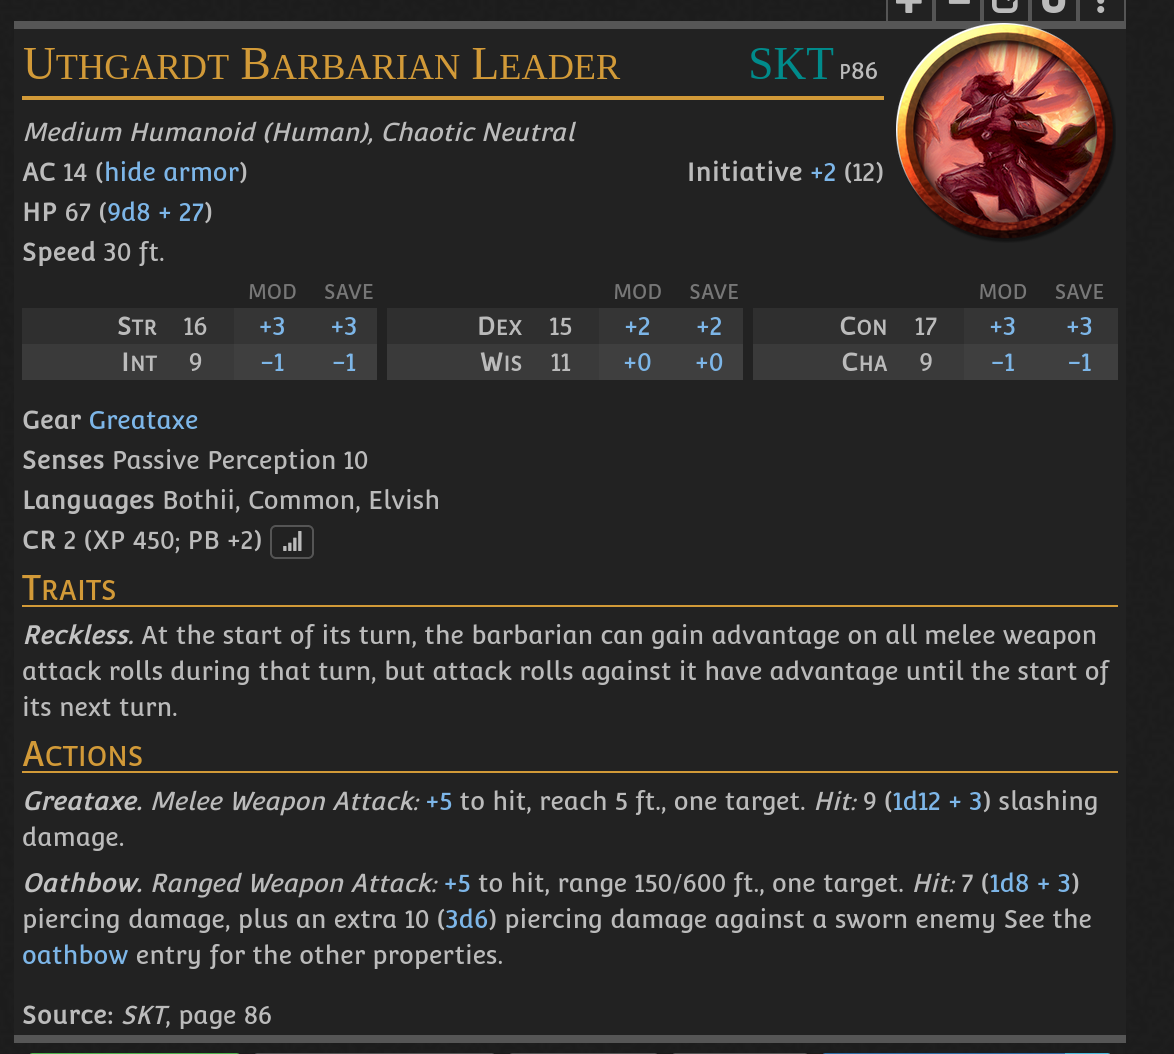 Uthgardt Barbarian Leader SKT P86
Medium Humanoid (Human), Chaotic Neutral
AC 14 (hide armor) Initiative +2 (12)
HP 67 (9d8 + 27)
Speed 30 ft.
MOD SAVE MOD SAVE MOD SAVE
Str 16 +3 +3 Dex 15 +2 +2 Con 17 +3 +3
Int 9 −1 −1 Wis 11 +0 +0 Cha 9 −1 −1
Gear Greataxe
Senses Passive Perception 10
Languages Bothii, Common, Elvish
CR 2 (XP 450; PB +2)
Traits
Reckless. At the start of its turn, the barbarian can gain advantage on all melee weapon
attack rolls during that turn, but attack rolls against it have advantage until the start of
its next turn.
Actions
Greataxe. Melee Weapon Attack: +5 to hit, reach 5 ft., one target. Hit: 9 (1d12 + 3) slashing
damage.
Oathbow. Ranged Weapon Attack: +5 to hit, range 150/600 ft., one target. Hit: 7 (1d8 + 3)
piercing damage, plus an extra 10 (3d6) piercing damage against a sworn enemy See the
oathbow entry for the other properties.
Source: SKT, page 86